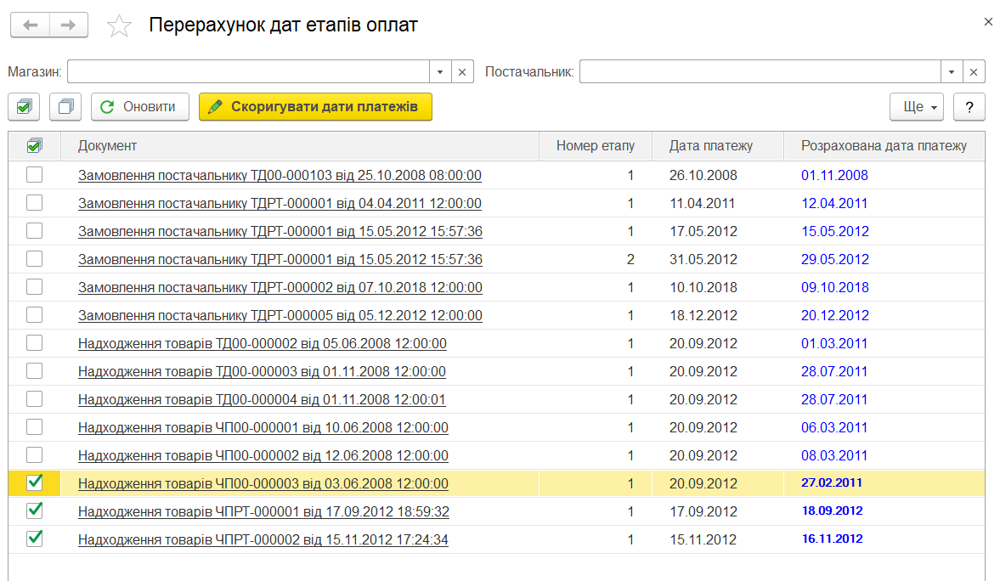 Перерахунок дат етапів оплат
Магазин: Постачальник:
Оновити Скоригувати дати платежів Ще ?
Документ Номер етапу Дата платежу Розрахована дата платежу
Замовлення постачальнику ТД00-000103 від 25.10.2008 08:00:00 1 26.10.2008 01.11.2008
Замовлення постачальнику ТДРТ-000001 від 04.04.2011 12:00:00 1 11.04.2011 12.04.2011
Замовлення постачальнику ТДРТ-000001 від 15.05.2012 15:57:36 1 17.05.2012 15.05.2012
Замовлення постачальнику ТДРТ-000001 від 15.05.2012 15:57:36 2 31.05.2012 29.05.2012
Замовлення постачальнику ТДРТ-000002 від 07.10.2018 12:00:00 1 10.10.2018 09.10.2018
Замовлення постачальнику ТДРТ-000005 від 05.12.2012 12:00:00 1 18.12.2012 20.12.2012
Надходження товарів ТД00-000002 від 05.06.2008 12:00:00 1 20.09.2012 01.03.2011
Надходження товарів ТД00-000003 від 01.11.2008 12:00:00 1 20.09.2012 28.07.2011
Надходження товарів ТД00-000004 від 01.11.2008 12:00:01 1 20.09.2012 28.07.2011
Надходження товарів ЧП00-000001 від 10.06.2008 12:00:00 1 20.09.2012 06.03.2011
Надходження товарів ЧП00-000002 від 12.06.2008 12:00:00 1 20.09.2012 08.03.2011
Надходження товарів ЧП00-000003 від 03.06.2008 12:00:00 1 20.09.2012 27.02.2011
Надходження товарів ЧПРТ-000001 від 17.09.2012 18:59:32 1 17.09.2012 18.09.2012
Надходження товарів ЧПРТ-000002 від 15.11.2012 17:24:34 1 15.11.2012 16.11.2012